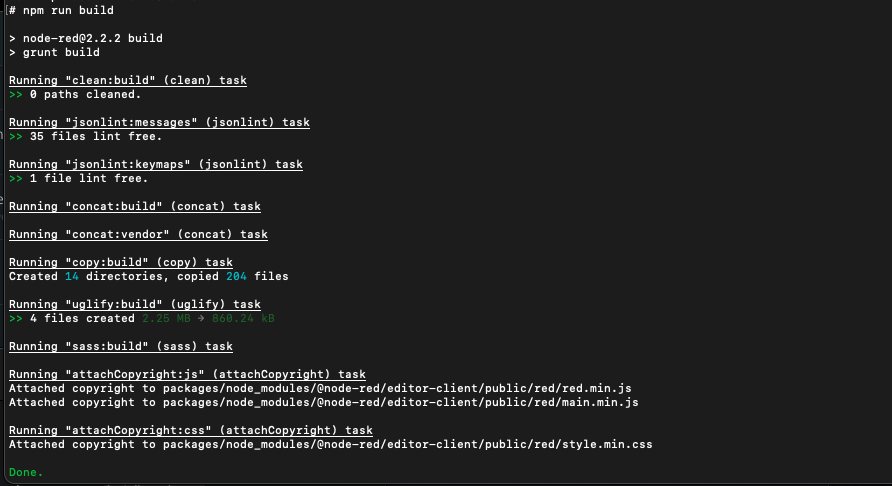 # npm run build
> node-red@2.2.2 build
> grunt build
Running "clean:build" (clean) task
>> 0 paths cleaned.
Running "jsonlint:messages" (jsonlint) task
>> 35 files lint free.
Running "jsonlint:keymaps" (jsonlint) task
>> 1 file lint free.
Running "concat:build" (concat) task
Running "concat:vendor" (concat) task
Running "copy:build" (copy) task
Created 14 directories, copied 204 files
Running "uglify:build" (uglify) task
>> 4 files created 2.25 MB → 860.24 kB
Running "sass:build" (sass) task
Running "attachCopyright:js" (attachCopyright) task
Attached copyright to packages/node_modules/@node-red/editor-client/public/red/red.min.js
Attached copyright to packages/node_modules/@node-red/editor-client/public/red/main.min.js
Running "attachCopyright:css" (attachCopyright) task
Attached copyright to packages/node_modules/@node-red/editor-client/public/red/style.min.css
Done.